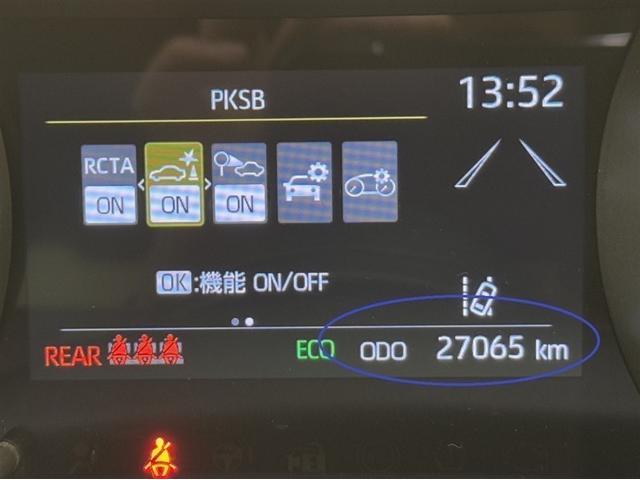 PKSB
13:52
RCTA
ON ON ON
OK:機能 ON/OFF
REAR ECO ODO 27065 km